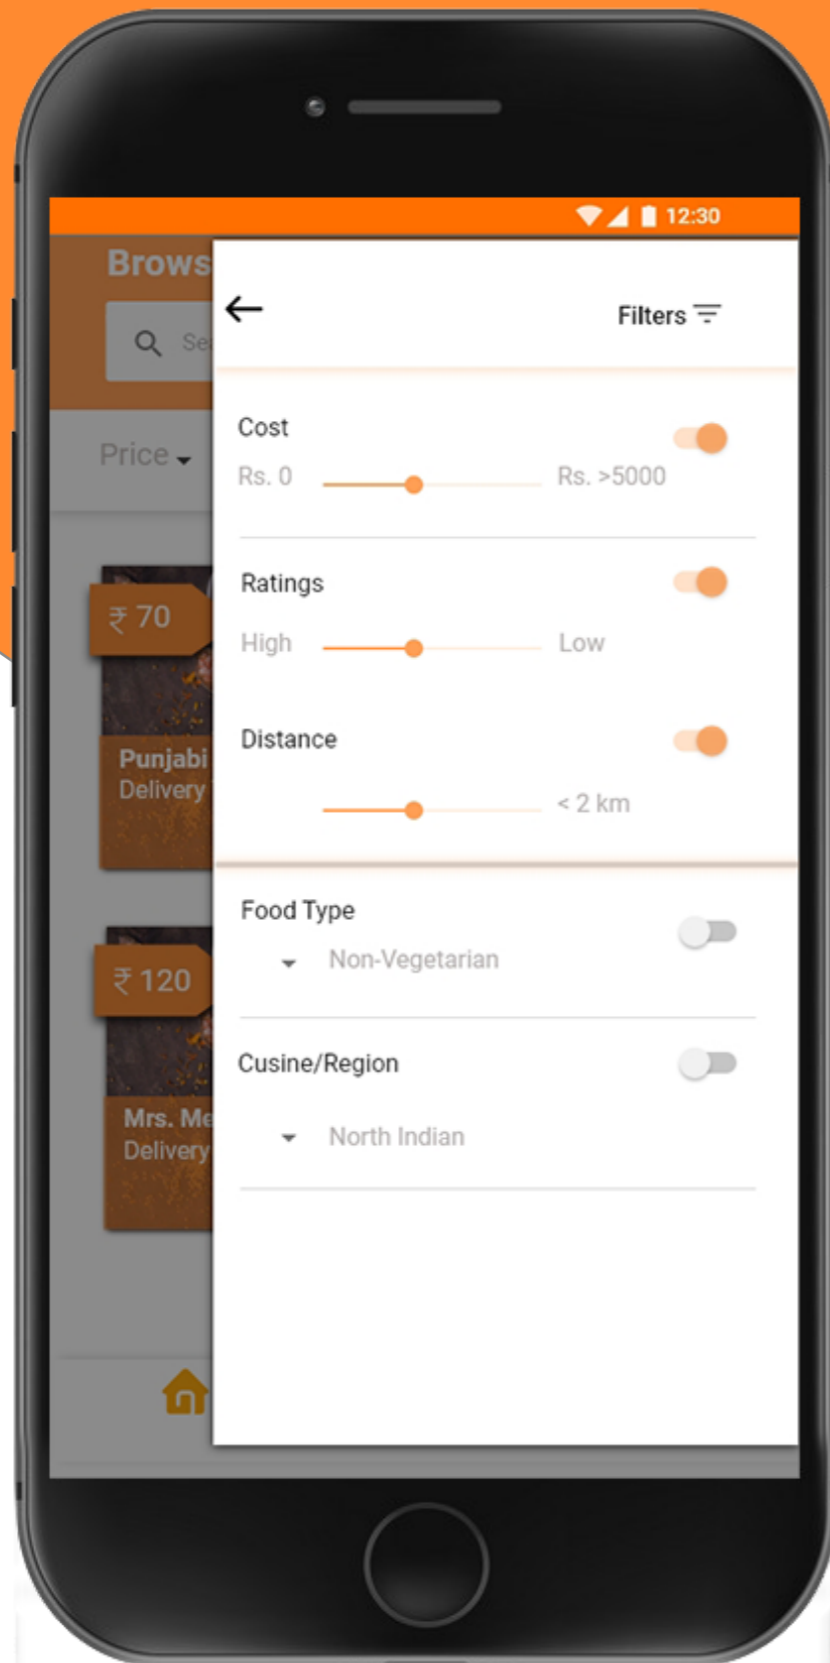 12:30
Brows
Sea
Filters
Price
Cost
Rs. 0
Rs. >5000
Ratings
High
Low
₹ 70
Distance
< 2 km
Punjabi
Delivery
Food Type
Non-Vegetarian
₹ 120
Cusine/Region
North Indian
Mrs. Me
Delivery